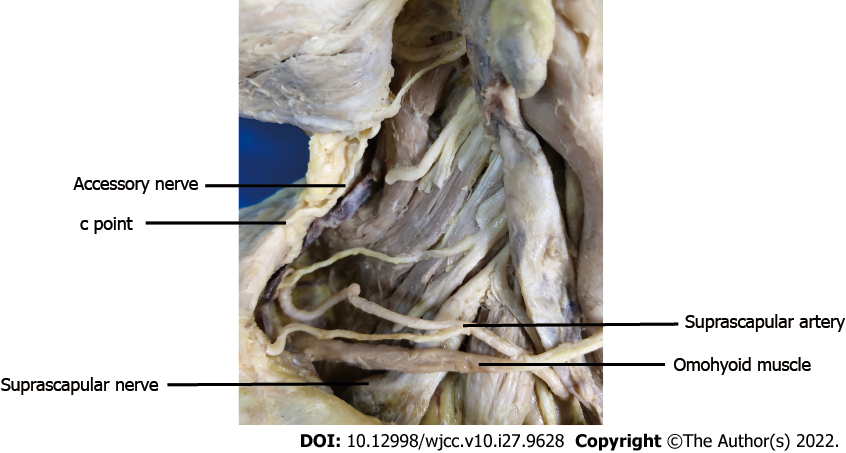 Accessory nerve
c point
Suprascapular artery
Omohyoid muscle
Suprascapular nerve
DOI: 10.12998/wjcc.v10.i27.9628 Copyright ©The Author(s) 2022.